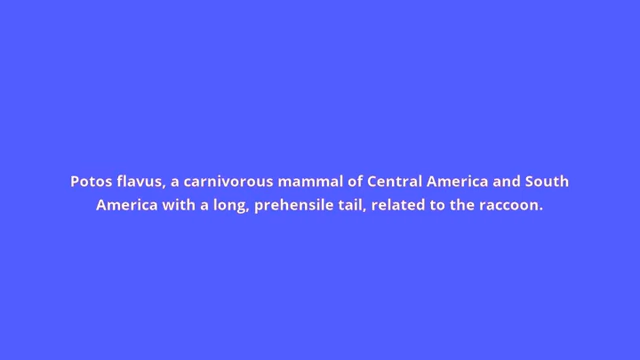 Potos flavus, a carnivorous mammal of Central America and South
America with a long, prehensile tail, related to the raccoon.